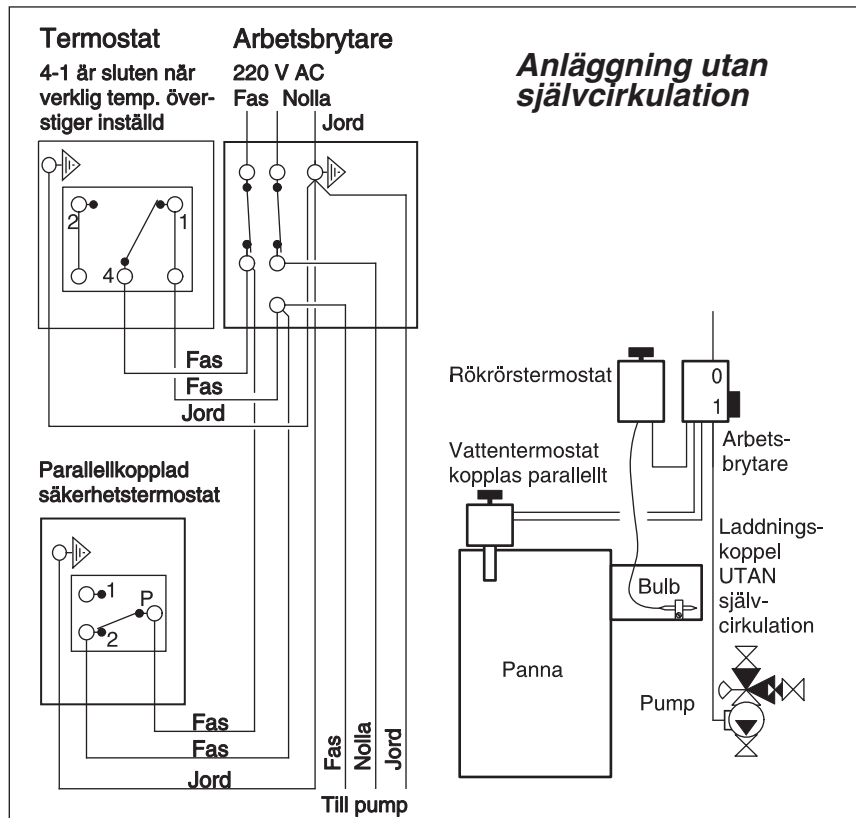 Termostat
4-1 är sluten när
verklig temp. över-
stiger inställd
Arbetsbrytare
220 V AC
Fas Nolla
Jord
Anläggning utan
självcirkulation
2
1
4
Fas
Fas
Jord
Parallellkopplad
säkerhetstermostat
1
P
2
Fas
Fas
Jord
Fas
Nolla
Jord
Till pump
Rökrörstermostat
0
1
Arbets-
brytare
Vattentermostat
kopplas parallellt
Laddnings-
koppel
UTAN
själv-
cirkulation
Bulb
Panna
Pump